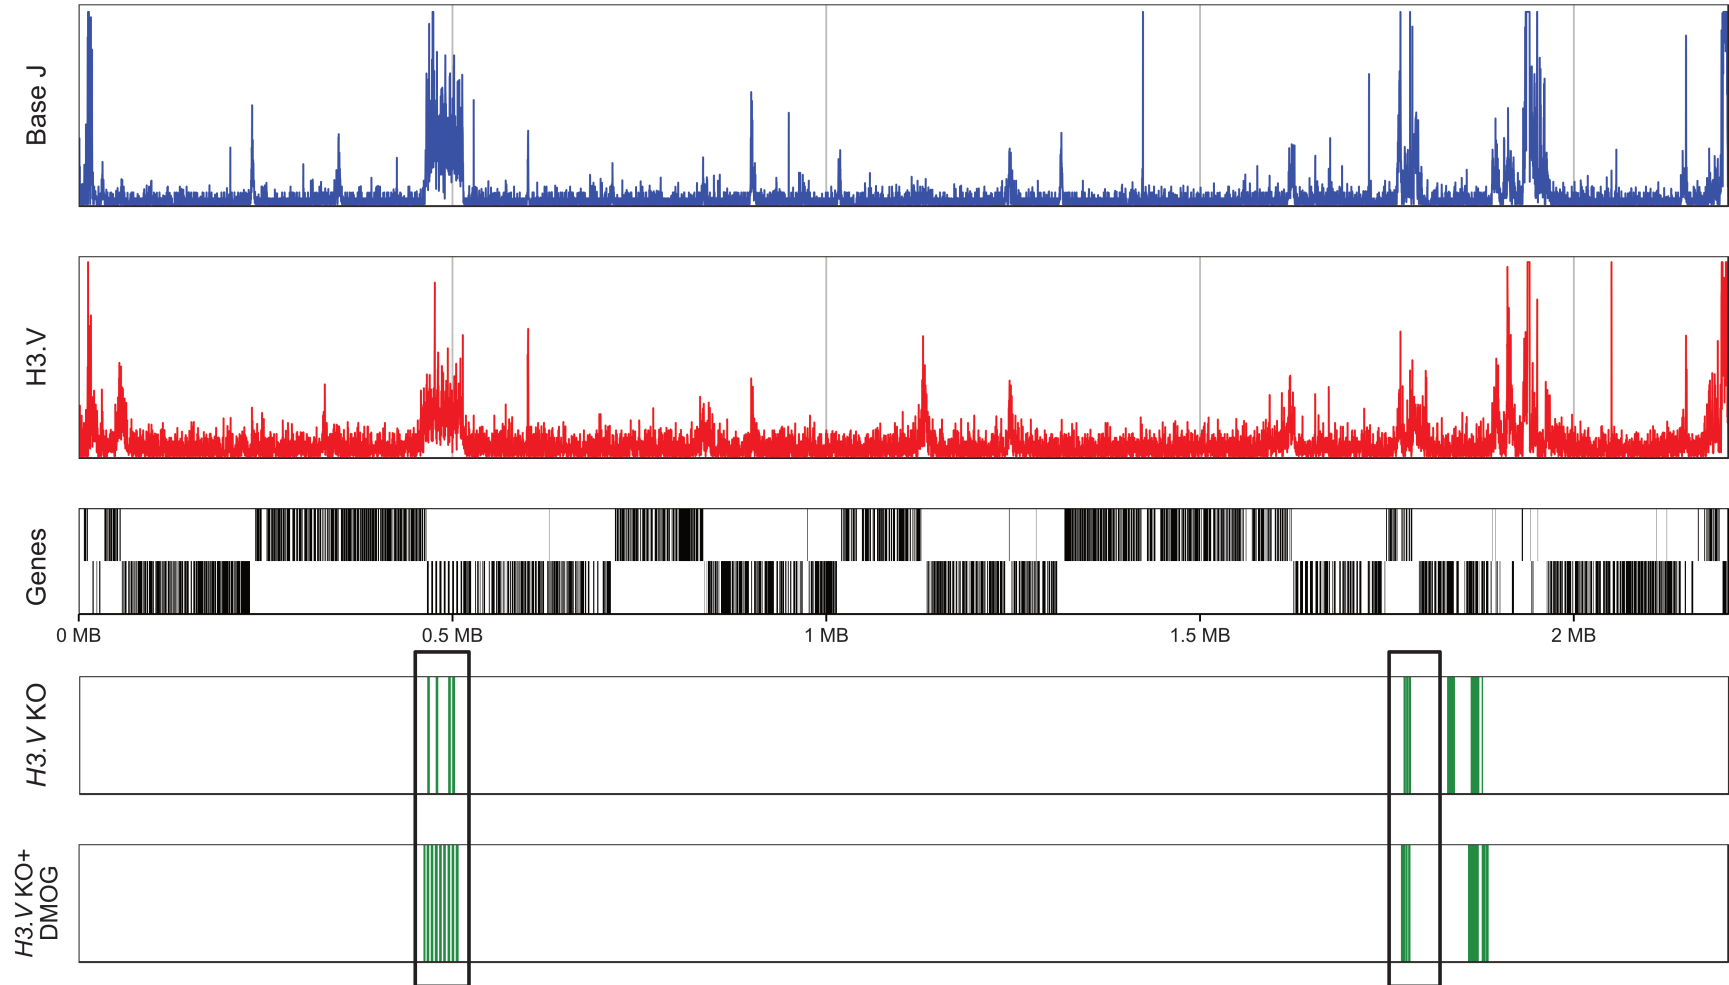 Base J
H3.V
Genes
0 MB 0.5 MB 1 MB 1.5 MB 2 MB
H3.V KO
H3.V KO+
DMOG